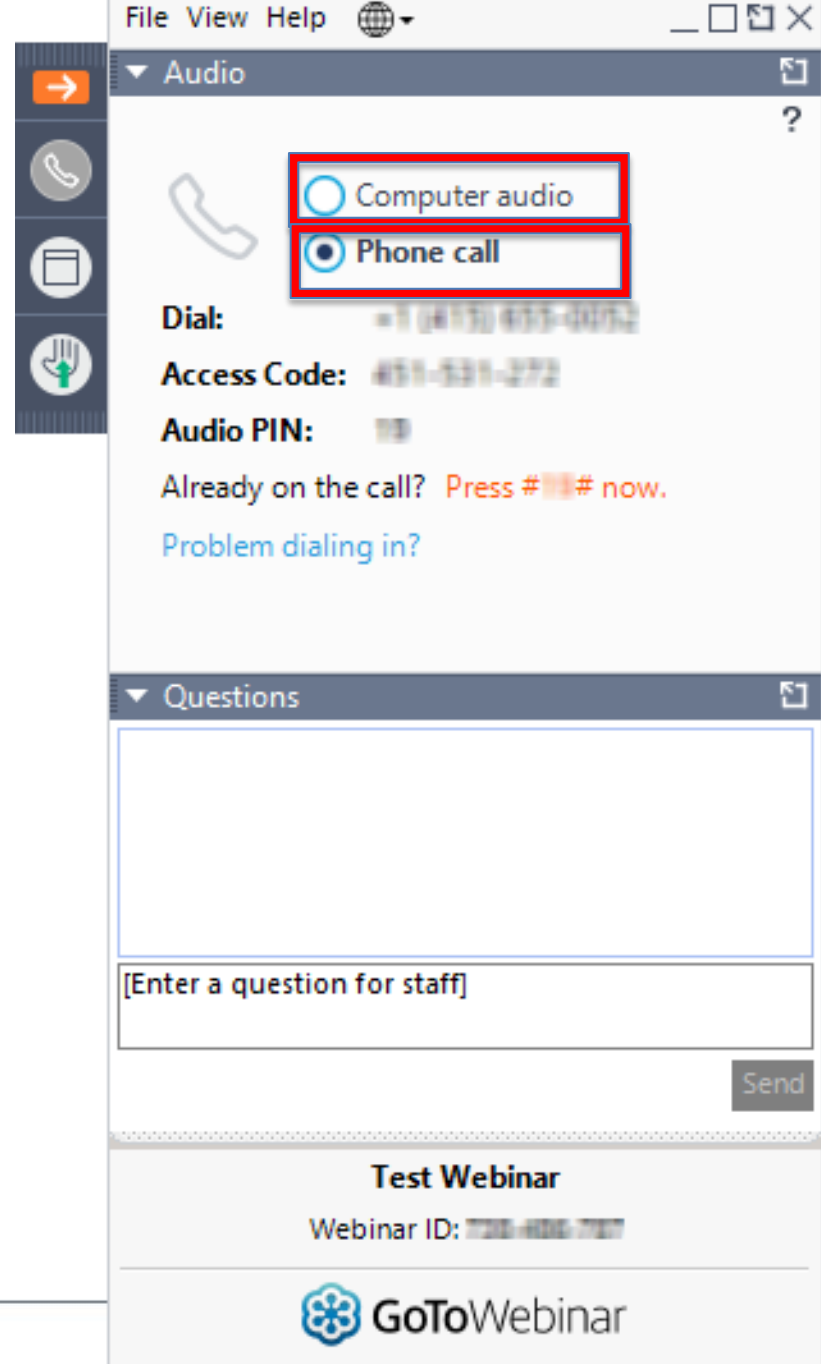 File View Help
Audio
?
Computer audio
Phone call
Dial:
Access Code:
Audio PIN:
Already on the call? Press # # now.
Problem dialing in?
Questions
[Enter a question for staff]
Send
Test Webinar
Webinar ID:
GoToWebinar